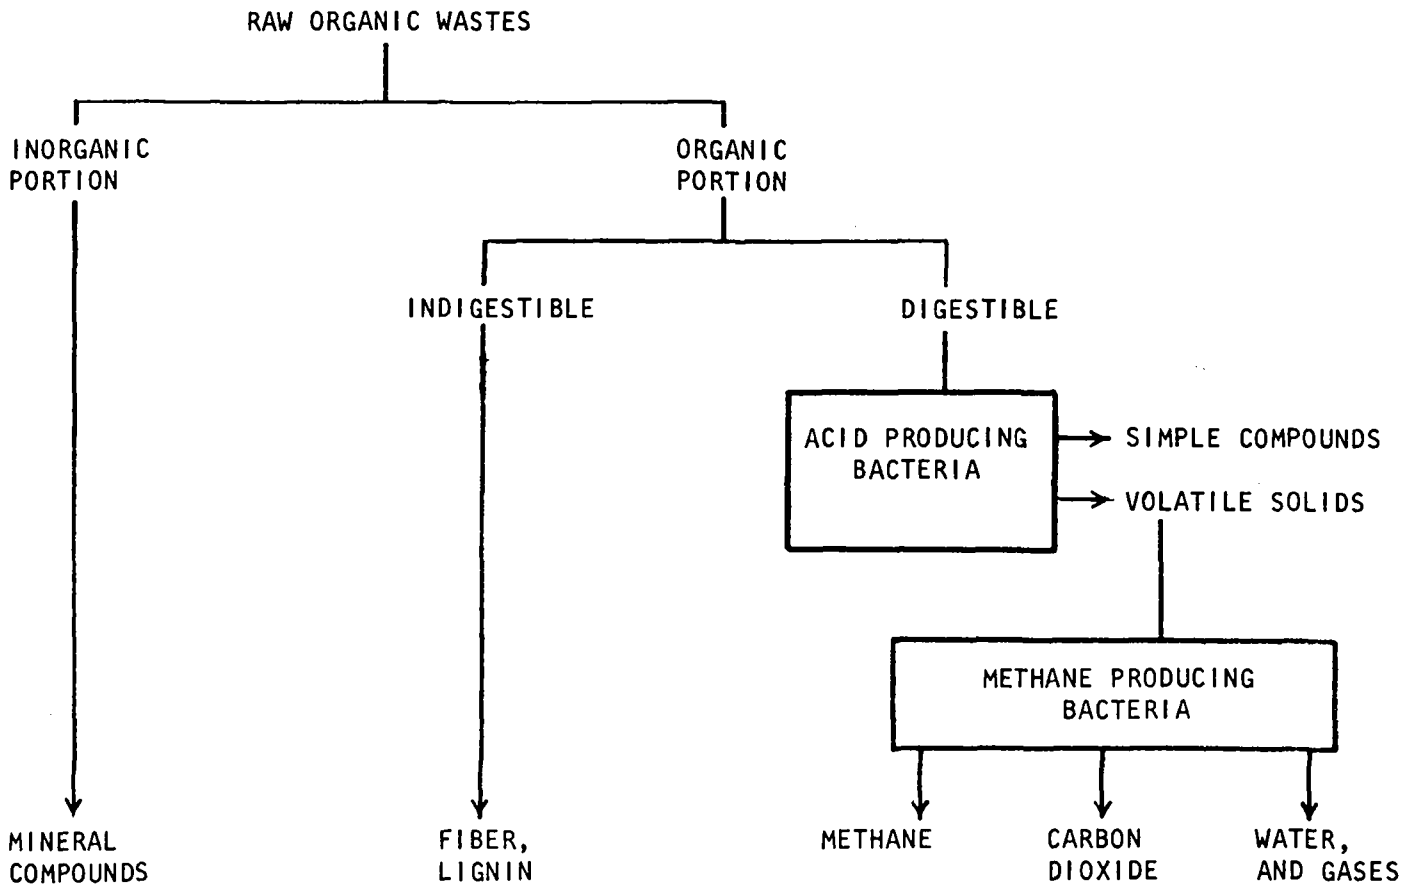 RAW ORGANIC WASTES
INORGANIC
PORTION
ORGANIC
PORTION
INDIGESTIBLE
DIGESTIBLE
ACID PRODUCING
BACTERIA
SIMPLE COMPOUNDS
VOLATILE SOLIDS
METHANE PRODUCING
BACTERIA
MINERAL
COMPOUNDS
FIBER,
LIGNIN
METHANE
CARBON
DIOXIDE
WATER,
AND GASES